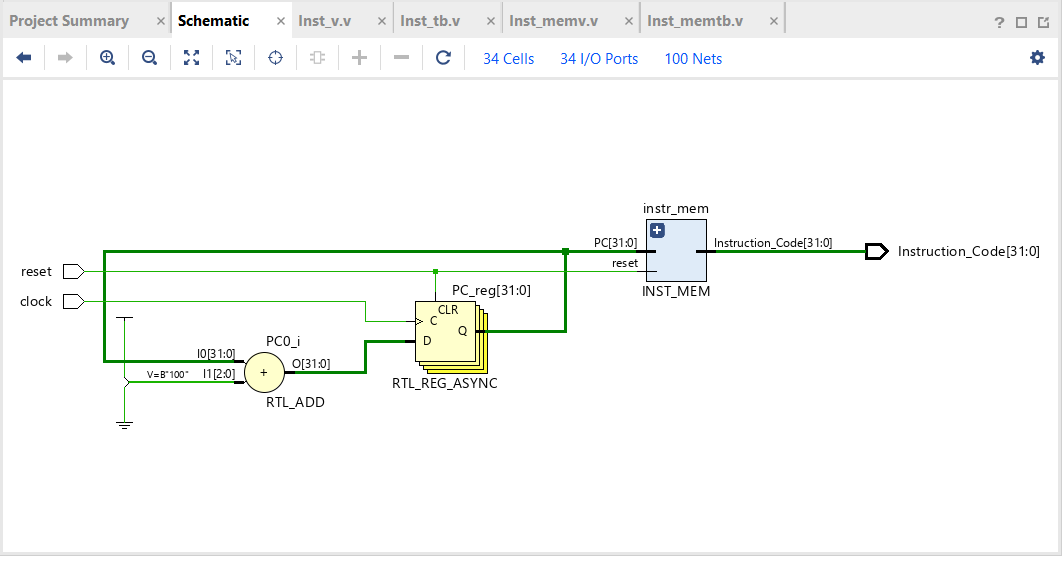 Project Summary × Schematic × Inst_v.v × Inst_tb.v × Inst_memv.v × Inst_memtb.v × ?
34 Cells 34 I/O Ports 100 Nets
instr_mem
PC[31:0] Instruction_Code[31:0] Instruction_Code[31:0]
reset reset
INST_MEM
clock PC_reg[31:0]
CLR
C
Q
D
PC0_i
I0[31:0] O[31:0]
V=B"100" I1[2:0] +
RTL_REG_ASYNC
RTL_ADD